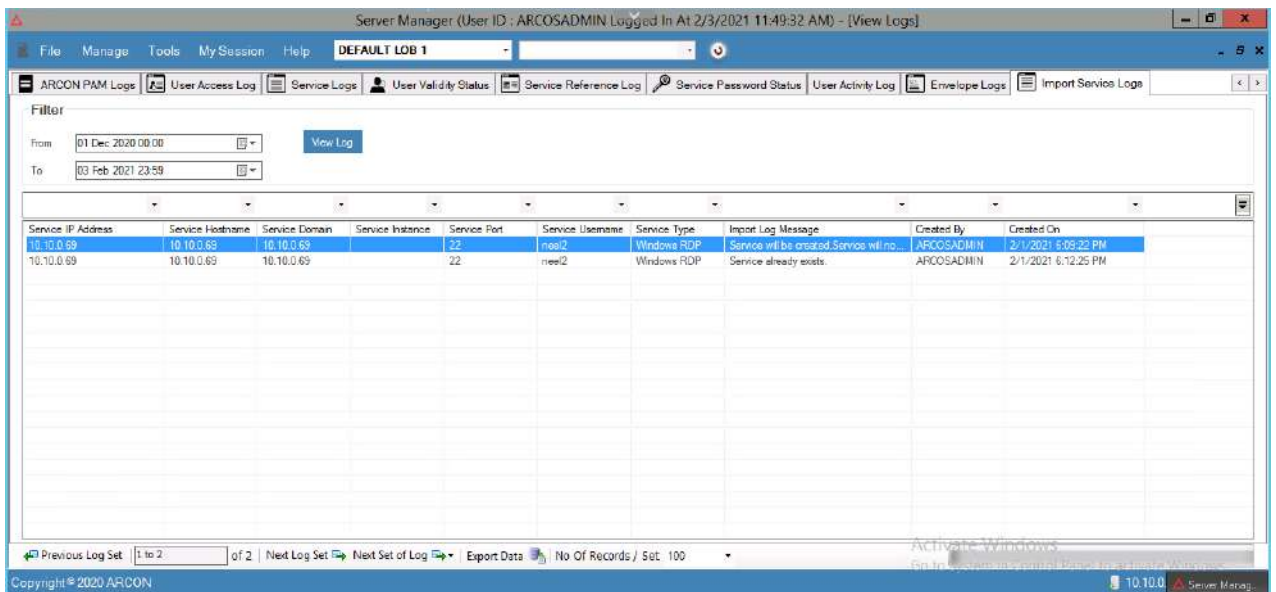 Server Manager (User ID : ARCOSADMIN Logged In At 2/3/2021 11:49:32 AM) - [View Logs]
File Manage Tools My Session Help DEFAULT LOB 1
ARCON PAM Logs User Access Log Service Logs User Validity Status Service Reference Log Service Password Status User Activity Log Envelope Logs Import Service Logs
Filter
From 01 Dec 2020 00:00 View Log
To 03 Feb 2021 23:59
Service IP Address Service Hostname Service Domain Service Instance Service Port Service Username Service Type Import Log Message Created By Created On
10.10.0.69 10.10.0.69 10.10.0.69 22 neel2 Windows RDP Service will be created.Service will no... ARCOSADMIN 2/1/2021 6:09:22 PM
10.10.0.69 10.10.0.69 10.10.0.69 22 neel2 Windows RDP Service already exists. ARCOSADMIN 2/1/2021 6:12:25 PM
Previous Log Set 1 to 2 of 2 Next Log Set Next Set of Log Export Data No Of Records / Set 100
Activate Windows
Copyright © 2020 ARCON 10.10.0. Server Manag...